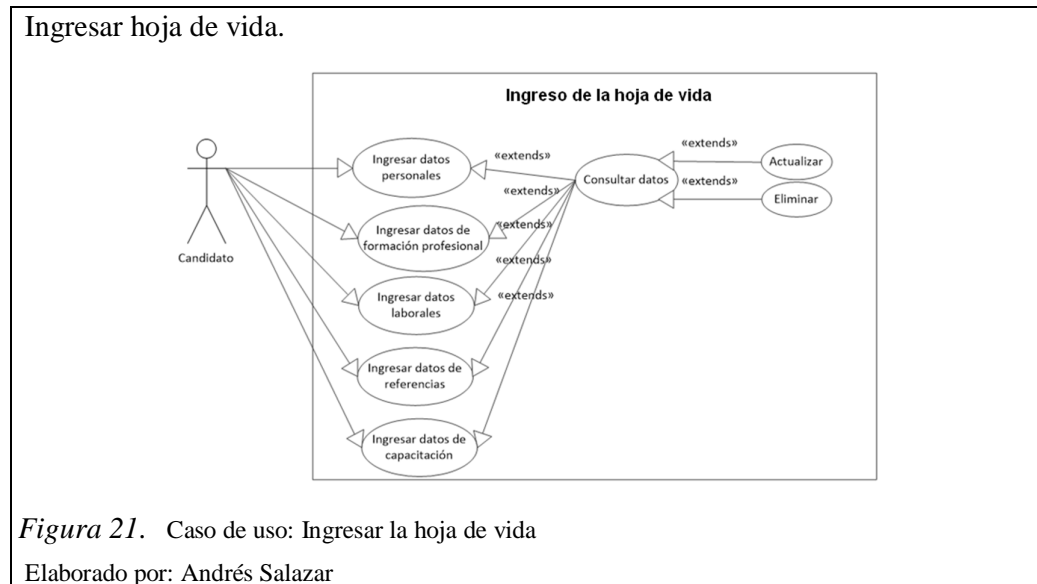 Ingresar hoja de vida.
Ingreso de la hoja de vida
Candidato
Ingresar datos
personales
Ingresar datos de
formación profesional
Ingresar datos
laborales
Ingresar datos de
referencias
Ingresar datos de
capacitación
«extends»
«extends»
«extends»
«extends»
«extends»
Consultar datos
«extends»
«extends»
Actualizar
Eliminar
Figura 21. Caso de uso: Ingresar la hoja de vida
Elaborado por: Andrés Salazar